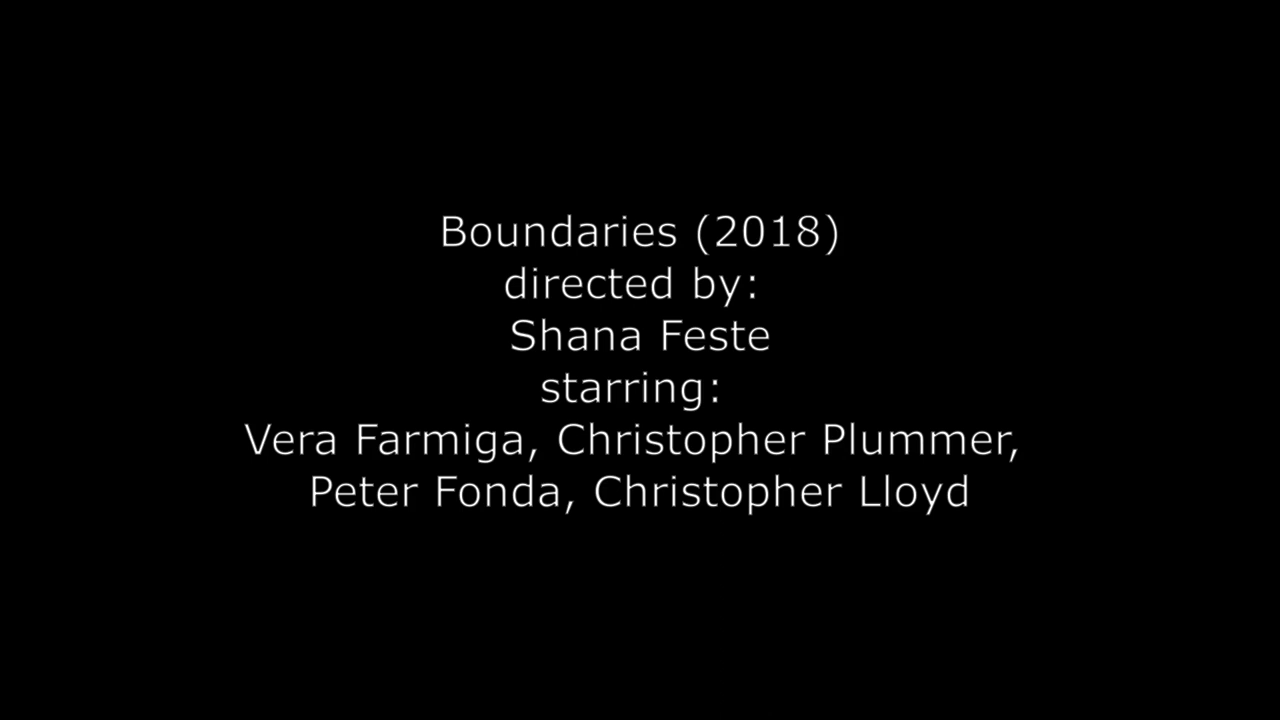 Boundaries (2018)
directed by:
Shana Feste
starring:
Vera Farmiga, Christopher Plummer,
Peter Fonda, Christopher Lloyd